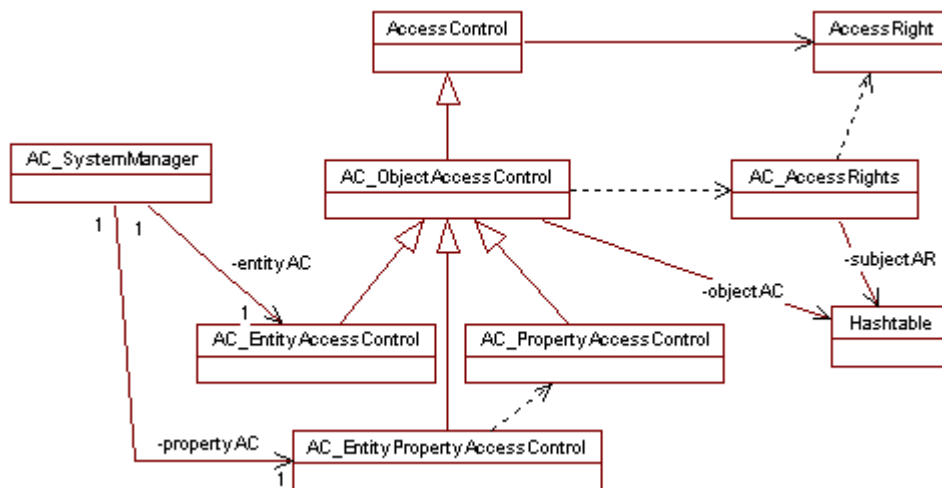 AccessControl
AccessRight
AC_SystemManager
AC_ObjectAccessControl
AC_AccessRights
1
1
-entityAC
-subjectAR
-objectAC
1
Hashtable
AC_EntityAccessControl
AC_PropertyAccessControl
-propertyAC
AC_EntityPropertyAccessControl
1